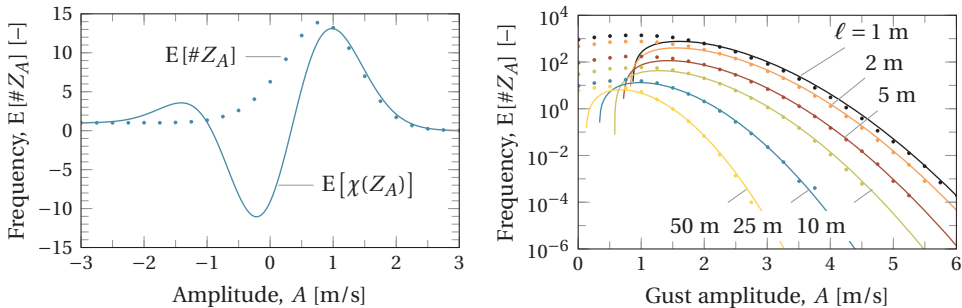 Frequency, E[#Z_A] [–]
15
10
5
0
−5
−10
−15
E[#Z_A]
E[χ(Z_A)]
−3
−2
−1
0
1
2
3
Amplitude, A [m/s]
Frequency, E[#Z_A] [–]
10^4
10^2
10^0
10^−2
10^−4
10^−6
ℓ = 1 m
2 m
5 m
50 m
25 m
10 m
0
1
2
3
4
5
6
Gust amplitude, A [m/s]